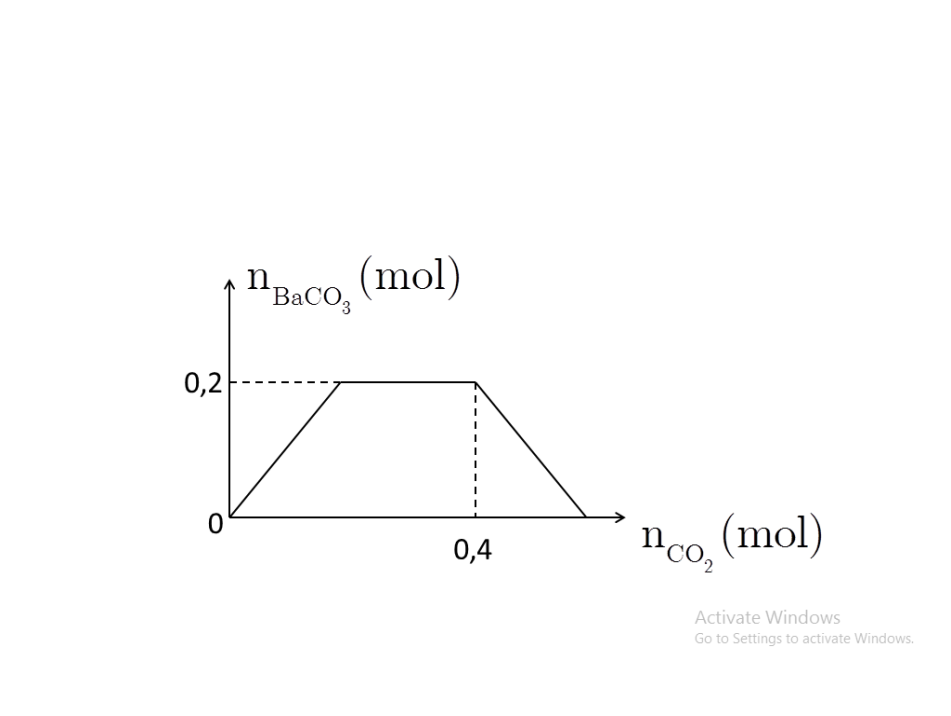 n_BaCO₃ (mol)
0,2
0
0,4
n_CO₂ (mol)
Activate Windows
Go to Settings to activate Windows.